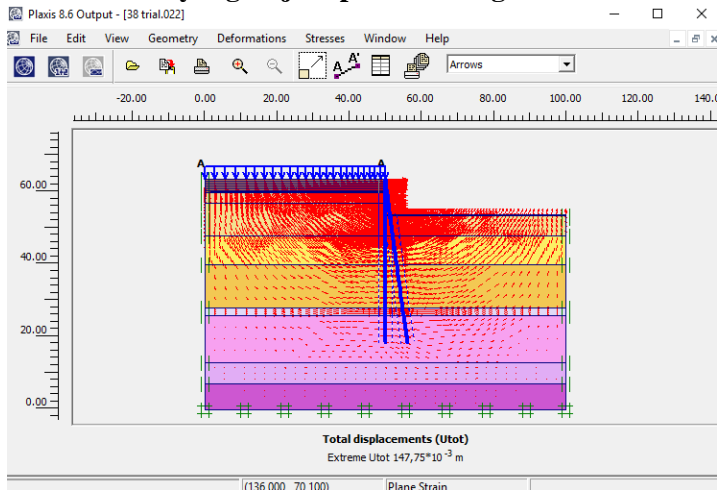 Plaxis 8.6 Output - [38 trial.022]
File Edit View Geometry Deformations Stresses Window Help
Arrows
-20.00 0.00 20.00 40.00 60.00 80.00 100.00 120.00 140.0
A A
60.00
40.00
20.00
0.00
Total displacements (Utot)
Extreme Utot 147,75*10 -3 m
(136.000 70.100) Plane Strain